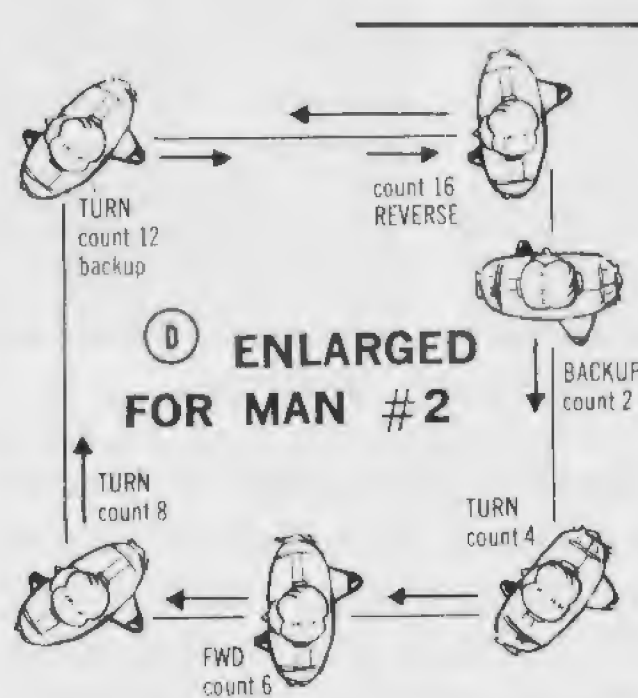 TURN
count 12
backup
count 16
REVERSE
D ENLARGED
FOR MAN #2
BACKUP
count 2
TURN
count 8
TURN
count 4
FWD
count 6